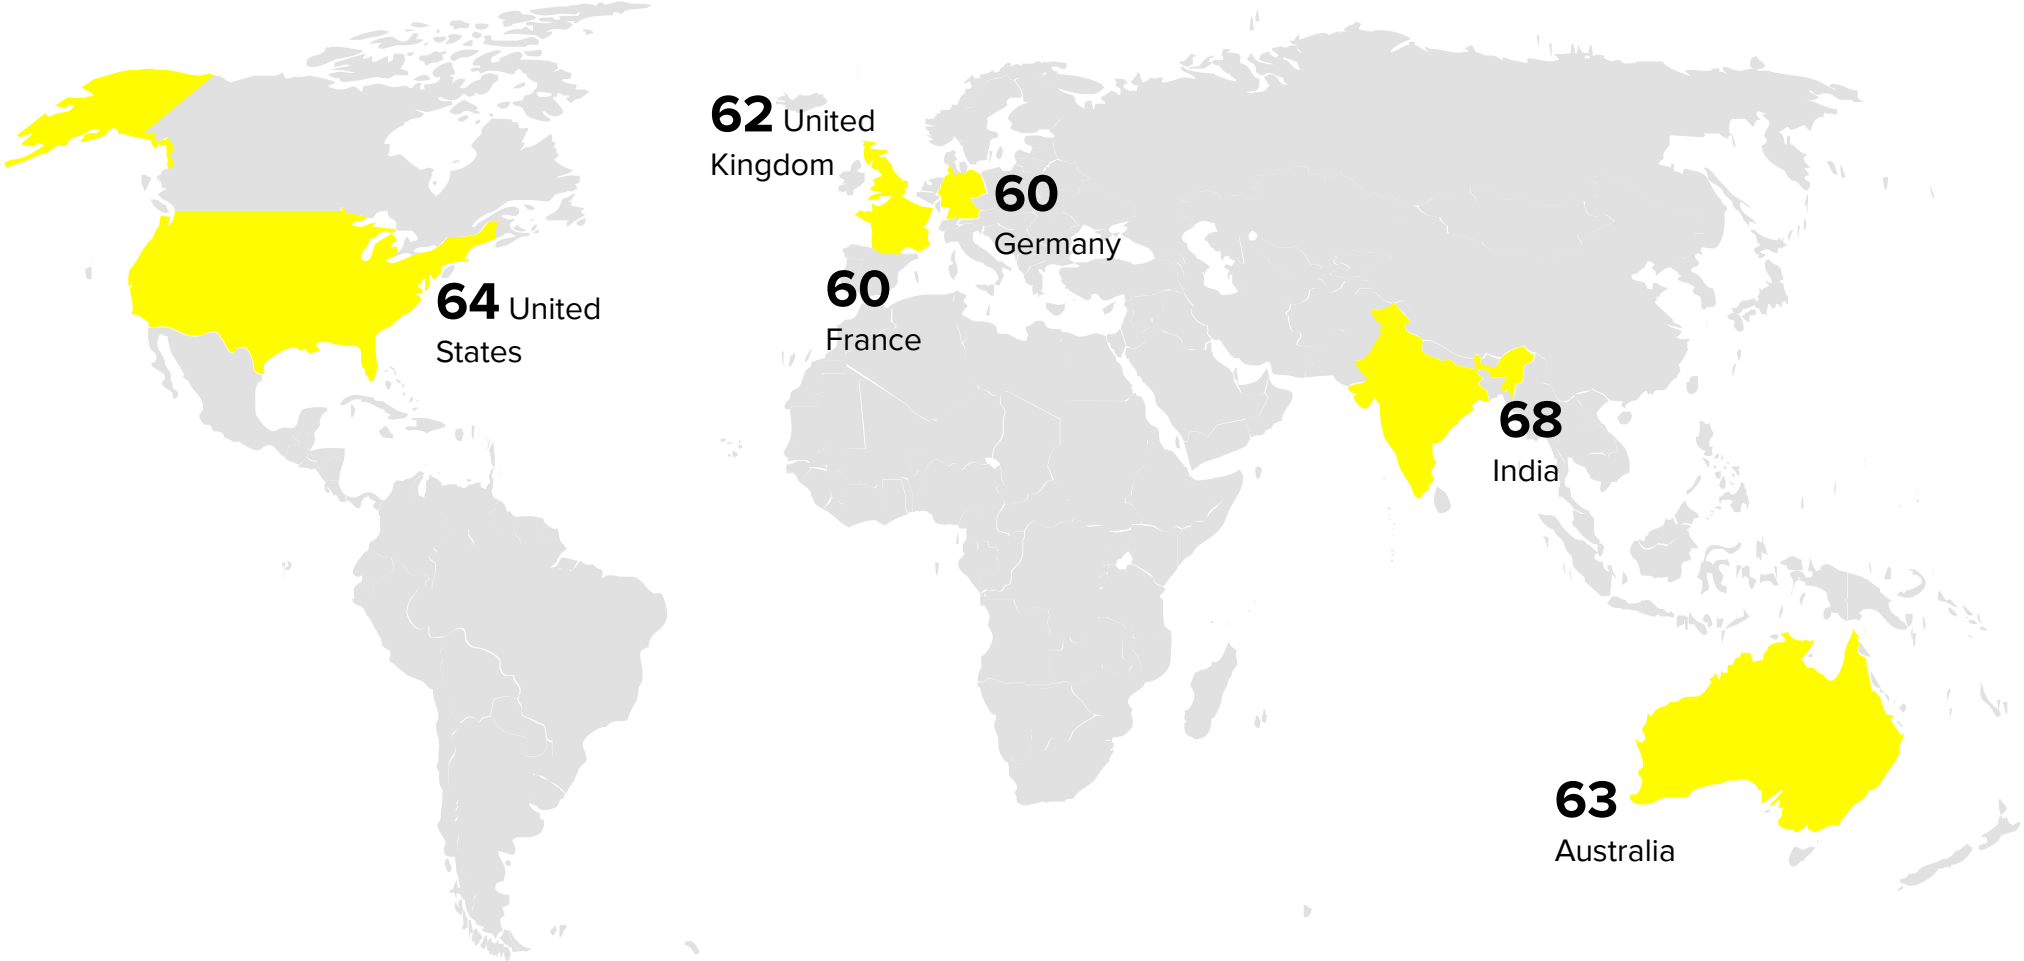 62 United
Kingdom
60
Germany
60
France
64 United
States
68
India
63
Australia